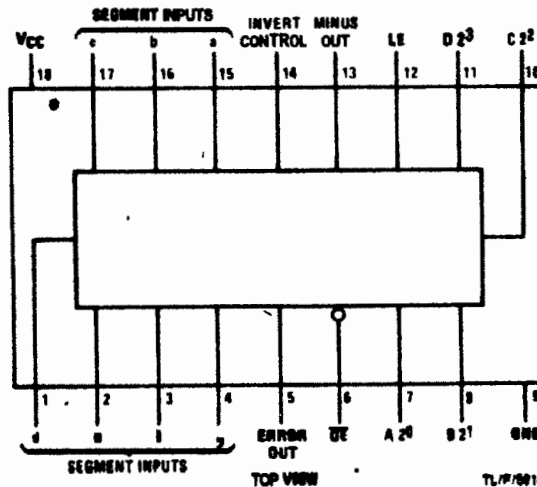 SEGMENT INPUTS
INVERT CONTROL
MINUS OUT
VCC
c b a
LE
D 2³
C 2²
18 17 16 15 14 13 12 11 10
1 2 3 4 5 6 7 8 9
d
ERROR OUT
OE
A 2⁰
B 2¹
GND
SEGMENT INPUTS
TOP VIEW